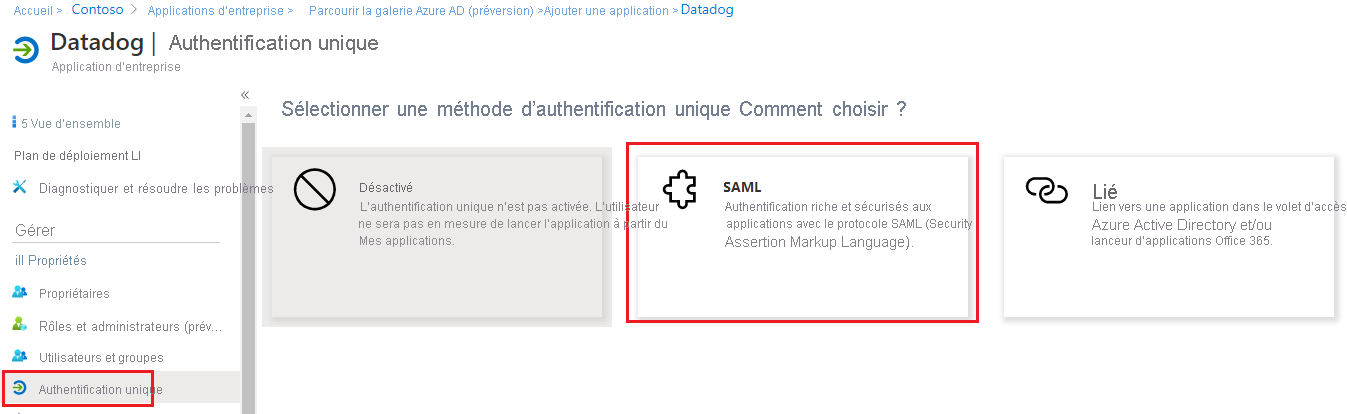 Accueil > Contoso > Applications d'entreprise > Parcourir la galerie Azure AD (préversion) >Ajouter une application > Datadog
Datadog | Authentification unique
Application d'entreprise
«
5 Vue d'ensemble
Plan de déploiement LI
Diagnostiquer et résoudre les problèmes
Gérer
ill Propriétés
Propriétaires
Rôles et administrateurs (prév...
Utilisateurs et groupes
Authentification unique
Sélectionner une méthode d'authentification unique Comment choisir ?
Désactivé
L'authentification unique n'est pas activée. L'utilisateur
ne sera pas en mesure de lancer l'application à partir du
Mes applications.
SAML
Authentification riche et sécurisés aux
applications avec le protocole SAML (Security
Assertion Markup Language).
Lié
Lien vers une application dans le volet d'accès
Azure Active Directory et/ou
lanceur d'applications Office 365.